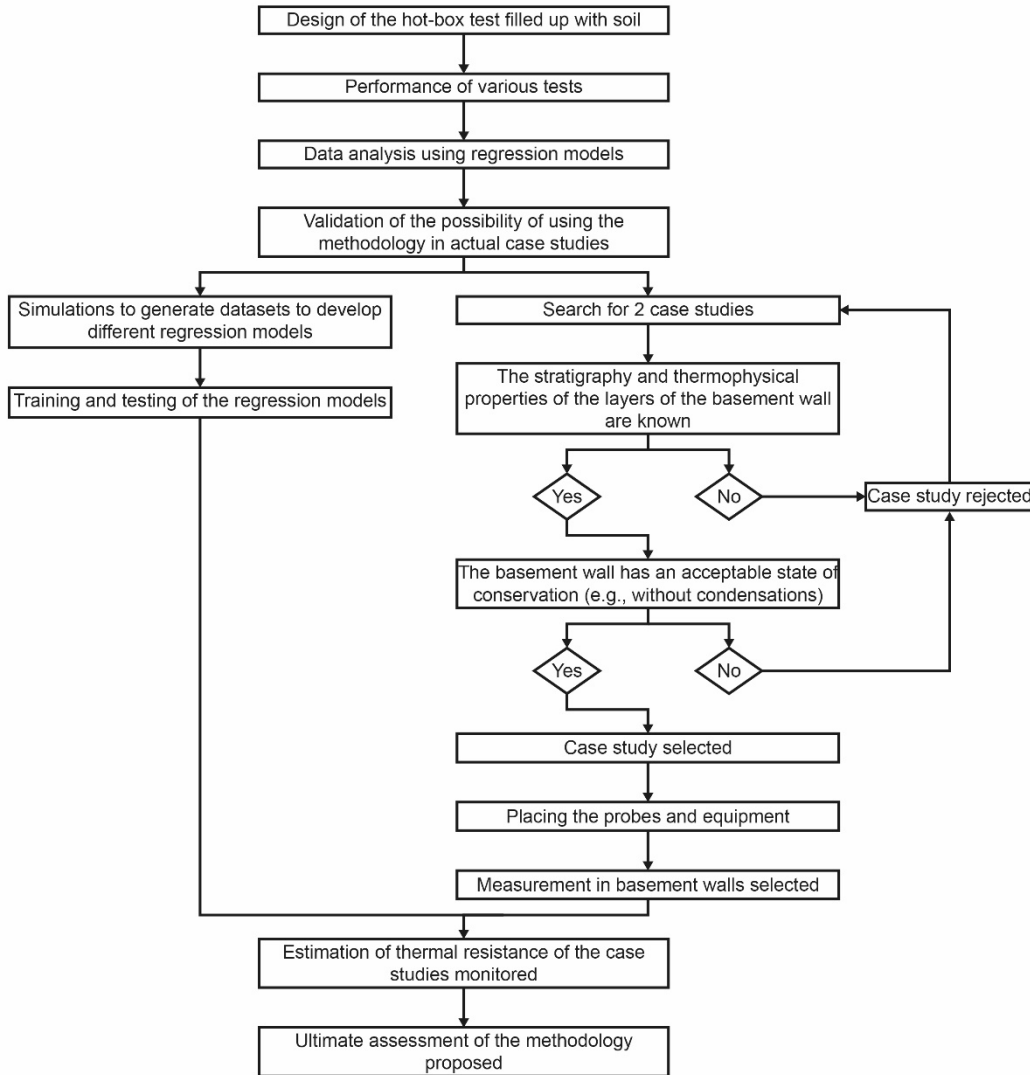 Design of the hot-box test filled up with soil
Performance of various tests
Data analysis using regression models
Validation of the possibility of using the
methodology in actual case studies
Simulations to generate datasets to develop
different regression models
Search for 2 case studies
Training and testing of the regression models
The stratigraphy and thermophysical
properties of the layers of the basement wall
are known
Yes
No
Case study rejected
The basement wall has an acceptable state of
conservation (e.g., without condensations)
Yes
No
Case study selected
Placing the probes and equipment
Measurement in basement walls selected
Estimation of thermal resistance of the case
studies monitored
Ultimate assessment of the methodology
proposed